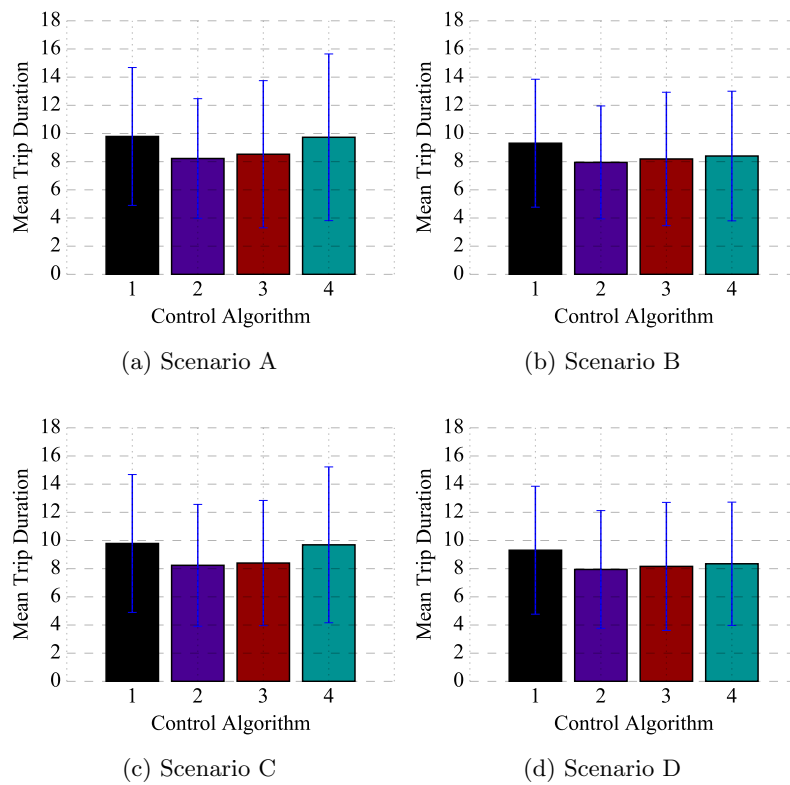 18
16
14
12
10
8
6
4
2
0
Mean Trip Duration
1 2 3 4
Control Algorithm
(a) Scenario A
18
16
14
12
10
8
6
4
2
0
Mean Trip Duration
1 2 3 4
Control Algorithm
(b) Scenario B
18
16
14
12
10
8
6
4
2
0
Mean Trip Duration
1 2 3 4
Control Algorithm
(c) Scenario C
18
16
14
12
10
8
6
4
2
0
Mean Trip Duration
1 2 3 4
Control Algorithm
(d) Scenario D